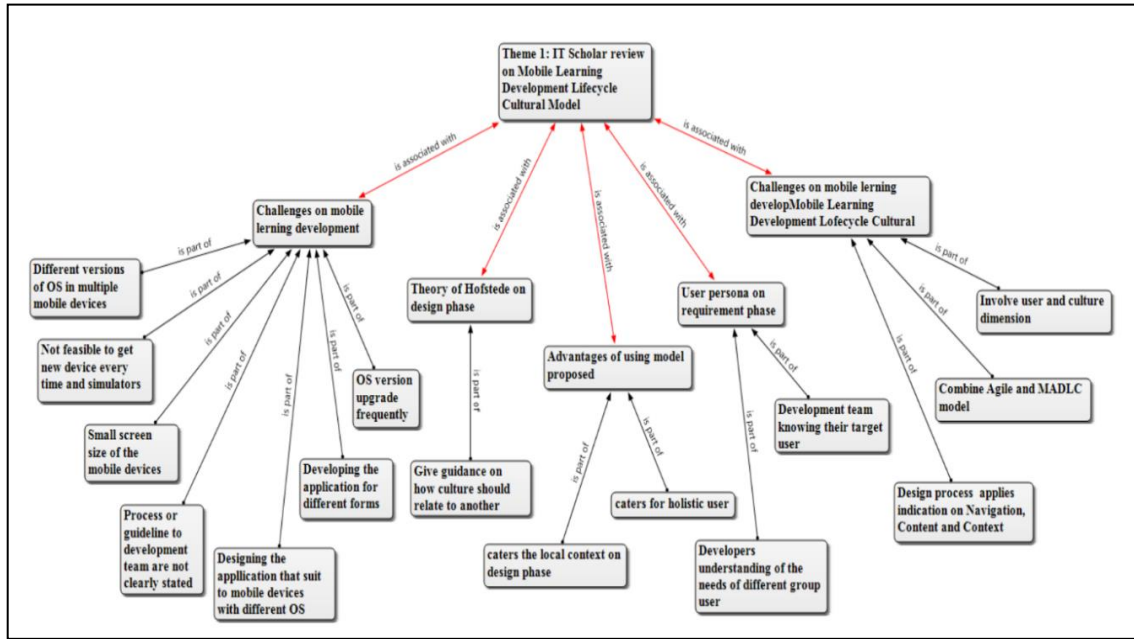 Theme 1: IT Scholar review
on Mobile Learning
Development Lifecycle
Cultural Model
is associated with
is associated with
is associated with
is associated with
is associated with
Challenges on mobile
lerning development
Challenges on mobile lerning
developMobile Learning
Development Lofecycle Cultural
Theory of Hofstede on
design phase
User persona on
requirement phase
Advantages of using model
proposed
is part of
is part of
is part of
is part of
is part of
is part of
is part of
is part of
is part of
is part of
is part of
is part of
is part of
Different versions
of OS in multiple
mobile devices
Not feasible to get
new device every
time and simulators
Small screen
size of the
mobile devices
Process or
guideline to
development
team are not
clearly stated
Designing the
appllication that suit
to mobile devices
with different OS
Developing the
application for
different forms
OS version
upgrade
frequently
Give guidance on
how culture should
relate to another
caters the local context on
design phase
caters for holistic user
Developers
understanding of the
needs of different group
user
Development team
knowing their target
user
Design process  applies
indication on Navigation,
Content and Context
Combine Agile and MADLC
model
Involve user and culture
dimension